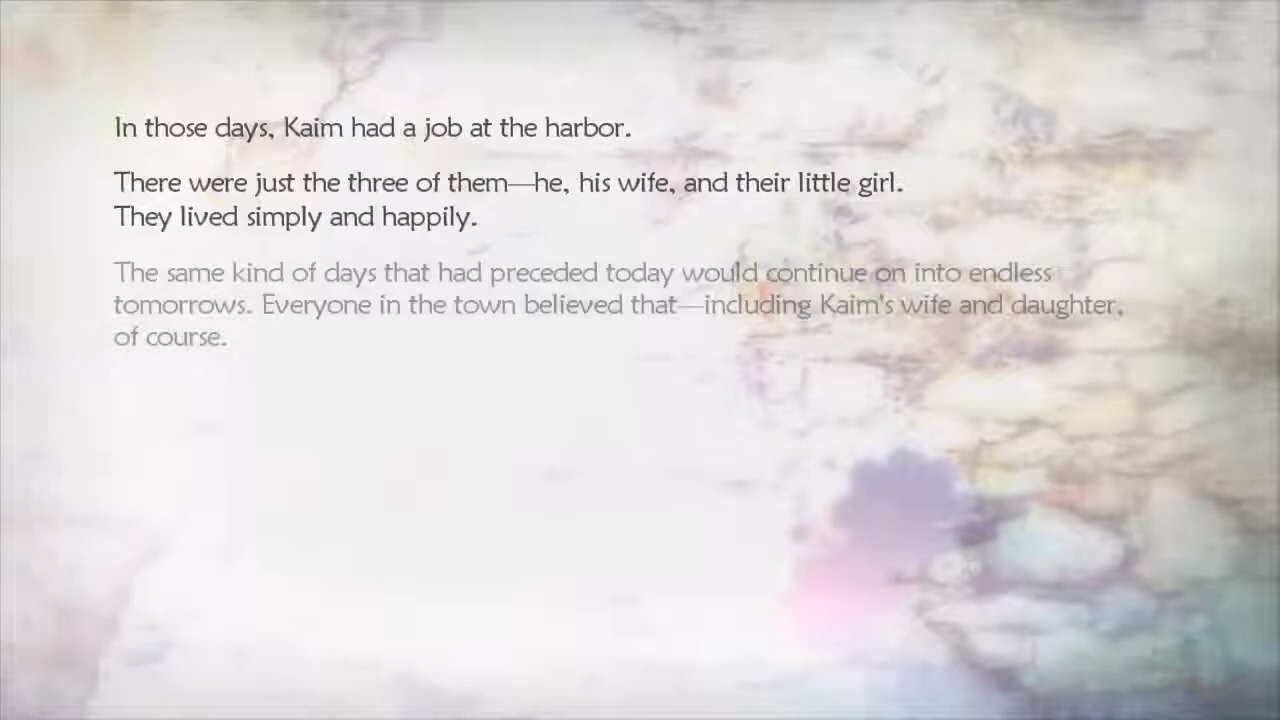 In those days, Kaim had a job at the harbor.
There were just the three of them—he, his wife, and their little girl.
They lived simply and happily.
The same kind of days that had preceded today would continue on into endless
tomorrows. Everyone in the town believed that—including Kaim's wife and daughter,
of course.